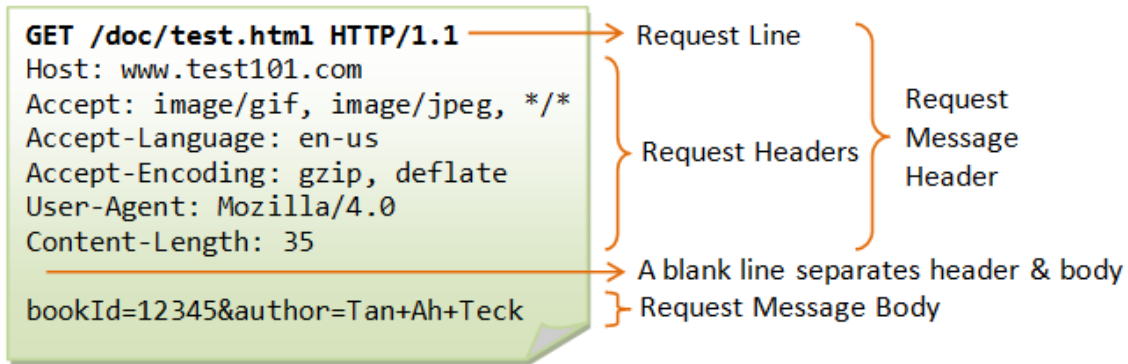 GET /doc/test.html HTTP/1.1
Host: www.test101.com
Accept: image/gif, image/jpeg, */*
Accept-Language: en-us
Accept-Encoding: gzip, deflate
User-Agent: Mozilla/4.0
Content-Length: 35
bookId=12345&author=Tan+Ah+Teck
Request Line
Request Headers
Request
Message
Header
A blank line separates header & body
Request Message Body